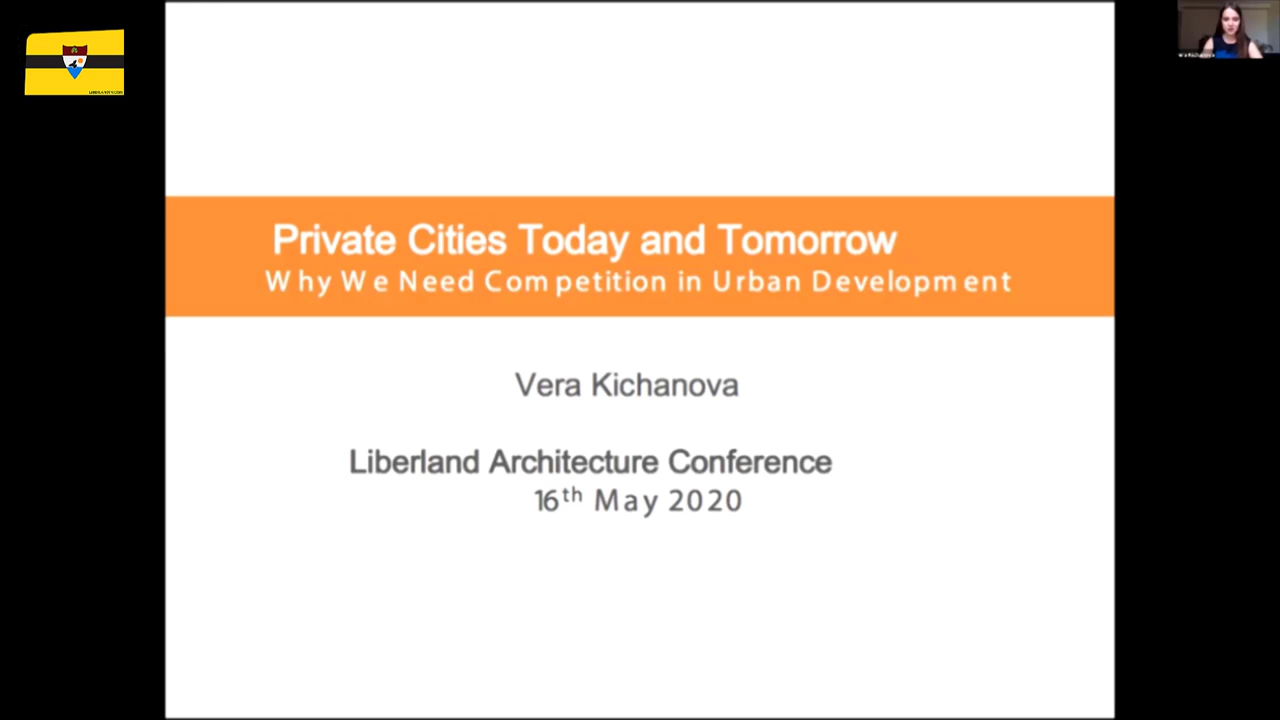 Private Cities Today and Tomorrow
Why We Need Competition in Urban Development
Vera Kichanova
Liberland Architecture Conference
16th May 2020